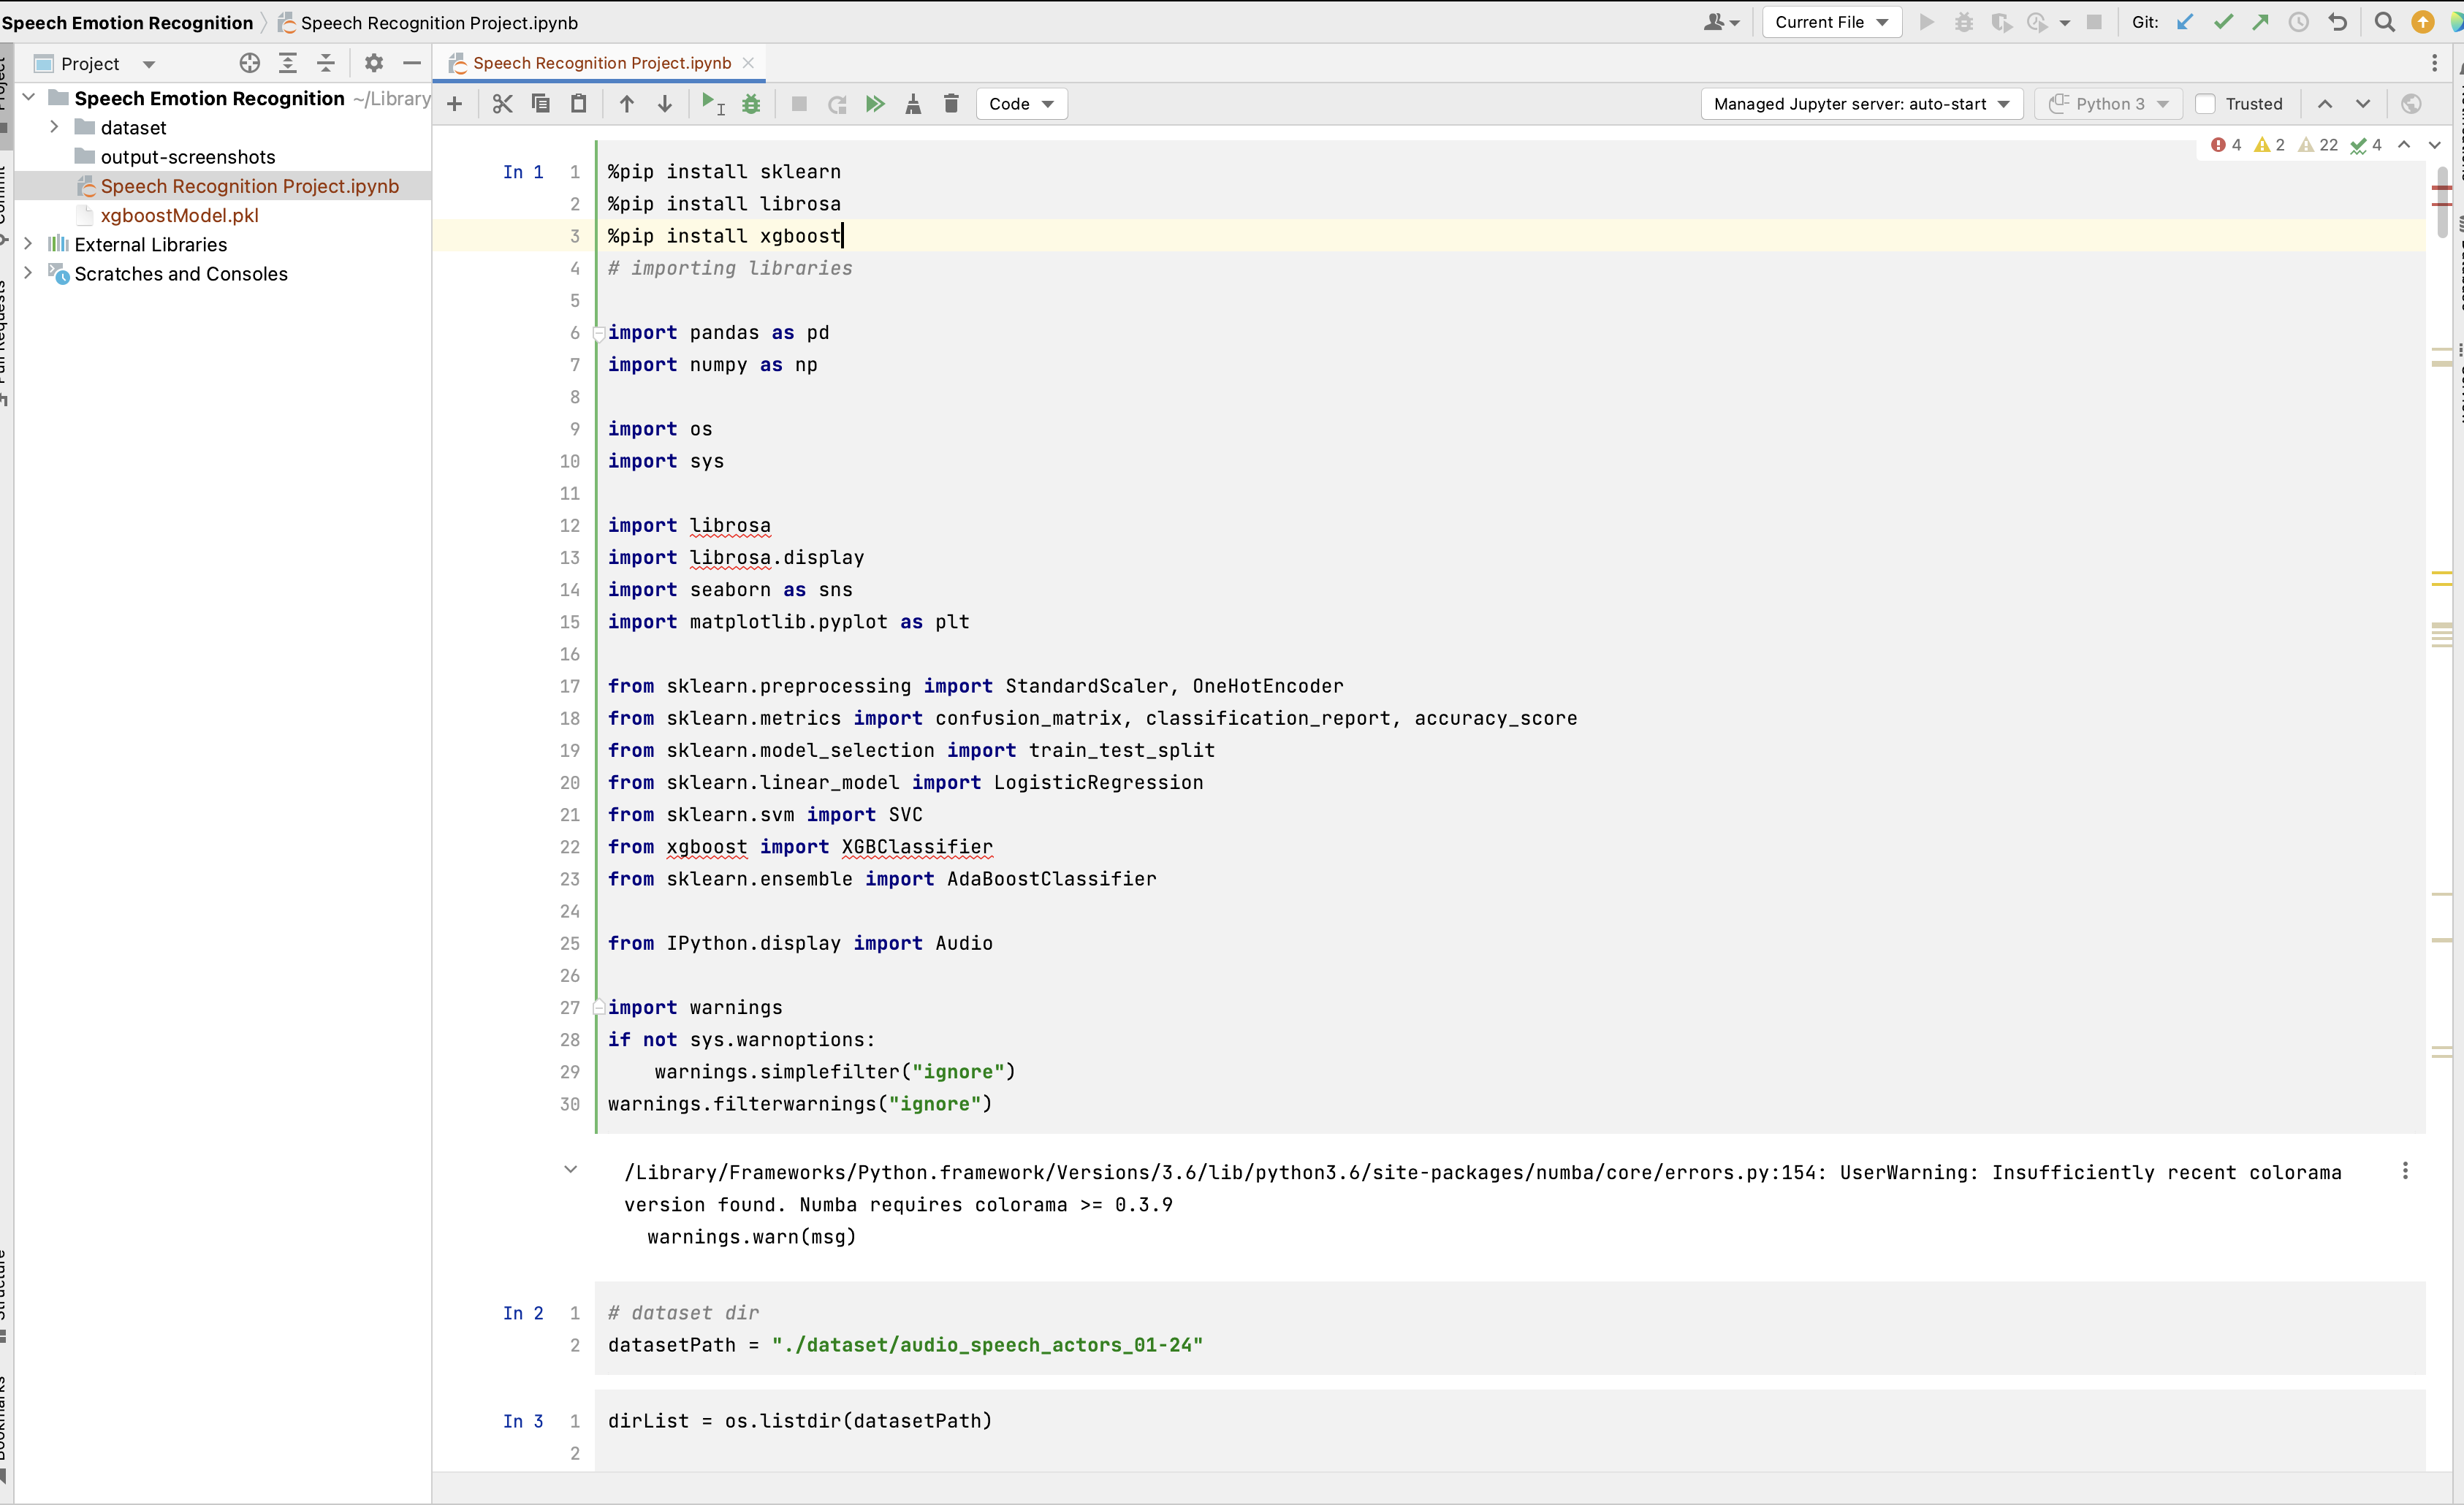 Speech Emotion Recognition Speech Recognition Project.ipynb Current File Git:
Project Speech Recognition Project.ipynb
Speech Emotion Recognition ~/Library Code Managed Jupyter server: auto-start Python 3 Trusted
dataset
output-screenshots
Speech Recognition Project.ipynb
xgboostModel.pkl
External Libraries
Scratches and Consoles
4 2 22 4
In 1 1 %pip install sklearn
2 %pip install librosa
3 %pip install xgboost
4 # importing libraries
5
6 import pandas as pd
7 import numpy as np
8
9 import os
10 import sys
11
12 import librosa
13 import librosa.display
14 import seaborn as sns
15 import matplotlib.pyplot as plt
16
17 from sklearn.preprocessing import StandardScaler, OneHotEncoder
18 from sklearn.metrics import confusion_matrix, classification_report, accuracy_score
19 from sklearn.model_selection import train_test_split
20 from sklearn.linear_model import LogisticRegression
21 from sklearn.svm import SVC
22 from xgboost import XGBClassifier
23 from sklearn.ensemble import AdaBoostClassifier
24
25 from IPython.display import Audio
26
27 import warnings
28 if not sys.warnoptions:
29 warnings.simplefilter("ignore")
30 warnings.filterwarnings("ignore")
/Library/Frameworks/Python.framework/Versions/3.6/lib/python3.6/site-packages/numba/core/errors.py:154: UserWarning: Insufficiently recent colorama
version found. Numba requires colorama >= 0.3.9
warnings.warn(msg)
In 2 1 # dataset dir
2 datasetPath = "./dataset/audio_speech_actors_01-24"
In 3 1 dirList = os.listdir(datasetPath)
2